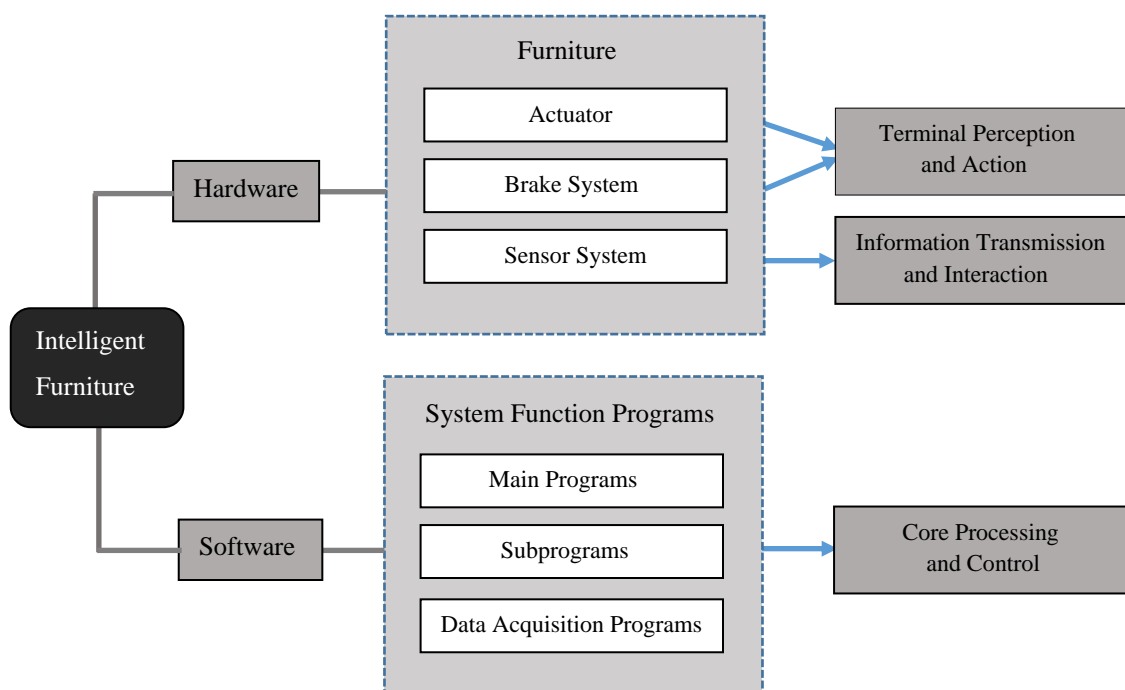 Intelligent
Furniture
Hardware
Software
Furniture
Actuator
Brake System
Sensor System
System Function Programs
Main Programs
Subprograms
Data Acquisition Programs
Terminal Perception
and Action
Information Transmission
and Interaction
Core Processing
and Control